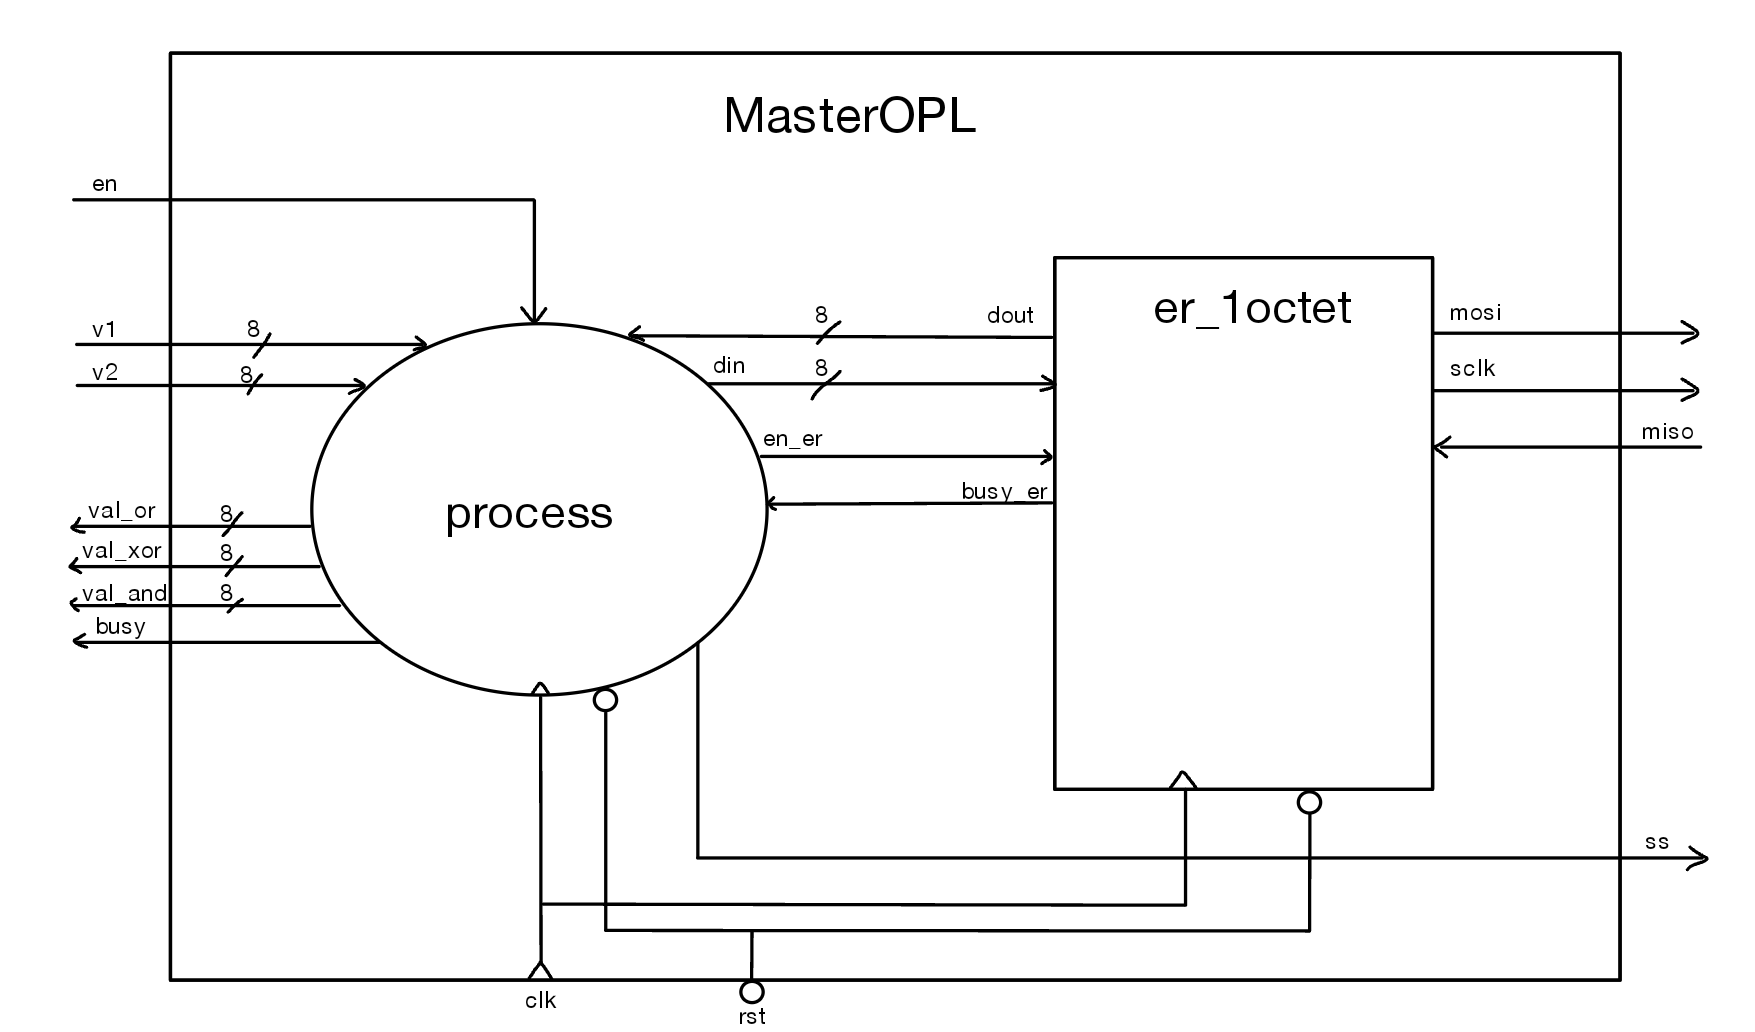 MasterOPL
en
v1
8
v2
8
8
dout
din
8
er_1octet
mosi
sclk
miso
en_er
busy_er
process
val_or
8
val_xor
8
val_and
8
busy
ss
clk
rst